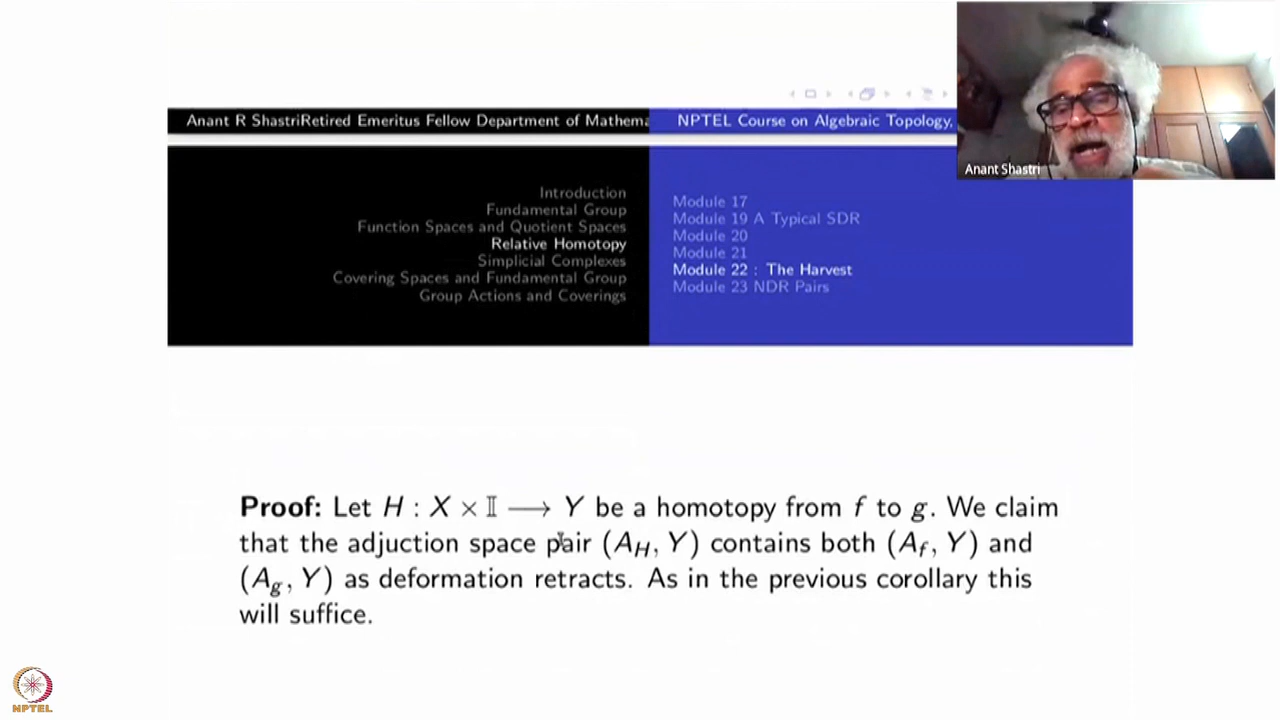 Anant R ShastriRetired Emeritus Fellow Department of Mathema
NPTEL Course on Algebraic Topology,
Anant Shastri
Introduction
Fundamental Group
Function Spaces and Quotient Spaces
Relative Homotopy
Simplicial Complexes
Covering Spaces and Fundamental Group
Group Actions and Coverings
Module 17
Module 19 A Typical SDR
Module 20
Module 21
Module 22 : The Harvest
Module 23 NDR Pairs
Proof: Let H : X × 𝕀 ⟶ Y be a homotopy from f to g. We claim
that the adjuction space pair (A_H, Y) contains both (A_f, Y) and
(A_g, Y) as deformation retracts. As in the previous corollary this
will suffice.
NPTEL